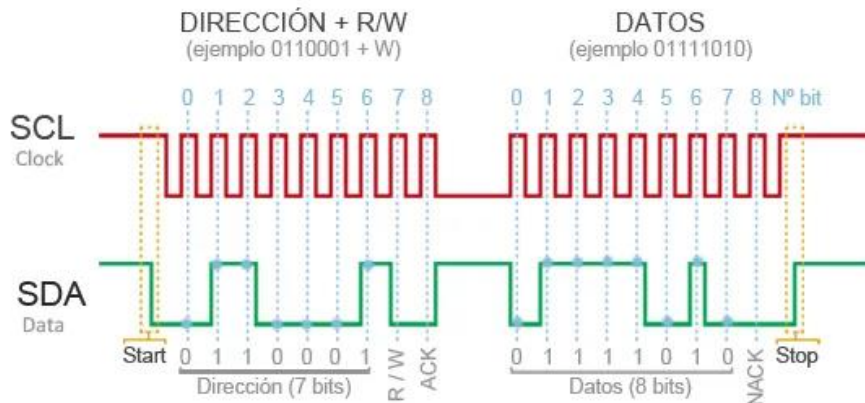 DIRECCIÓN + R/W
(ejemplo 0110001 + W)
DATOS
(ejemplo 01111010)
0 1 2 3 4 5 6 7 8
0 1 2 3 4 5 6 7 8 Nº bit
SCL
Clock
SDA
Data
Start
0 1 1 0 0 0 1
R / W
ACK
0 1 1 1 1 0 1 0
NACK
Stop
Dirección (7 bits)
Datos (8 bits)